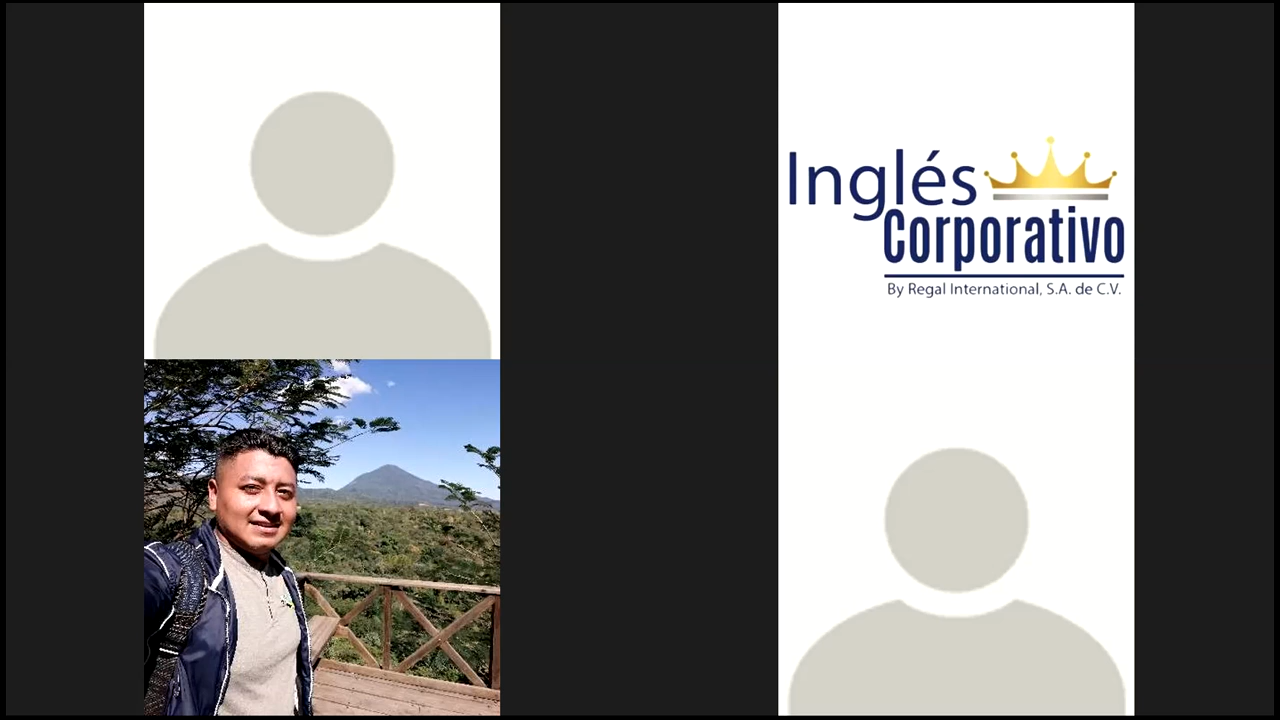 Inglés
Corporativo
By Regal International, S.A. de C.V.